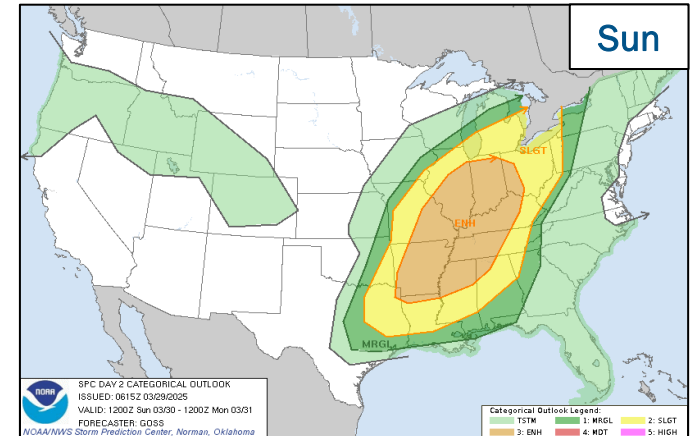 Sun
SLGT
ENH
MRGL
NOAA
SPC DAY 2 CATEGORICAL OUTLOOK
ISSUED: 0615Z 03/29/2025
VALID: 1200Z Sun 03/30 - 1200Z Mon 03/31
FORECASTER: GOSS
NOAA/NWS Storm Prediction Center, Norman, Oklahoma
Categorical Outlook Legend:
TSTM 1: MRGL 2: SLGT
3: ENH 4: MDT 5: HIGH